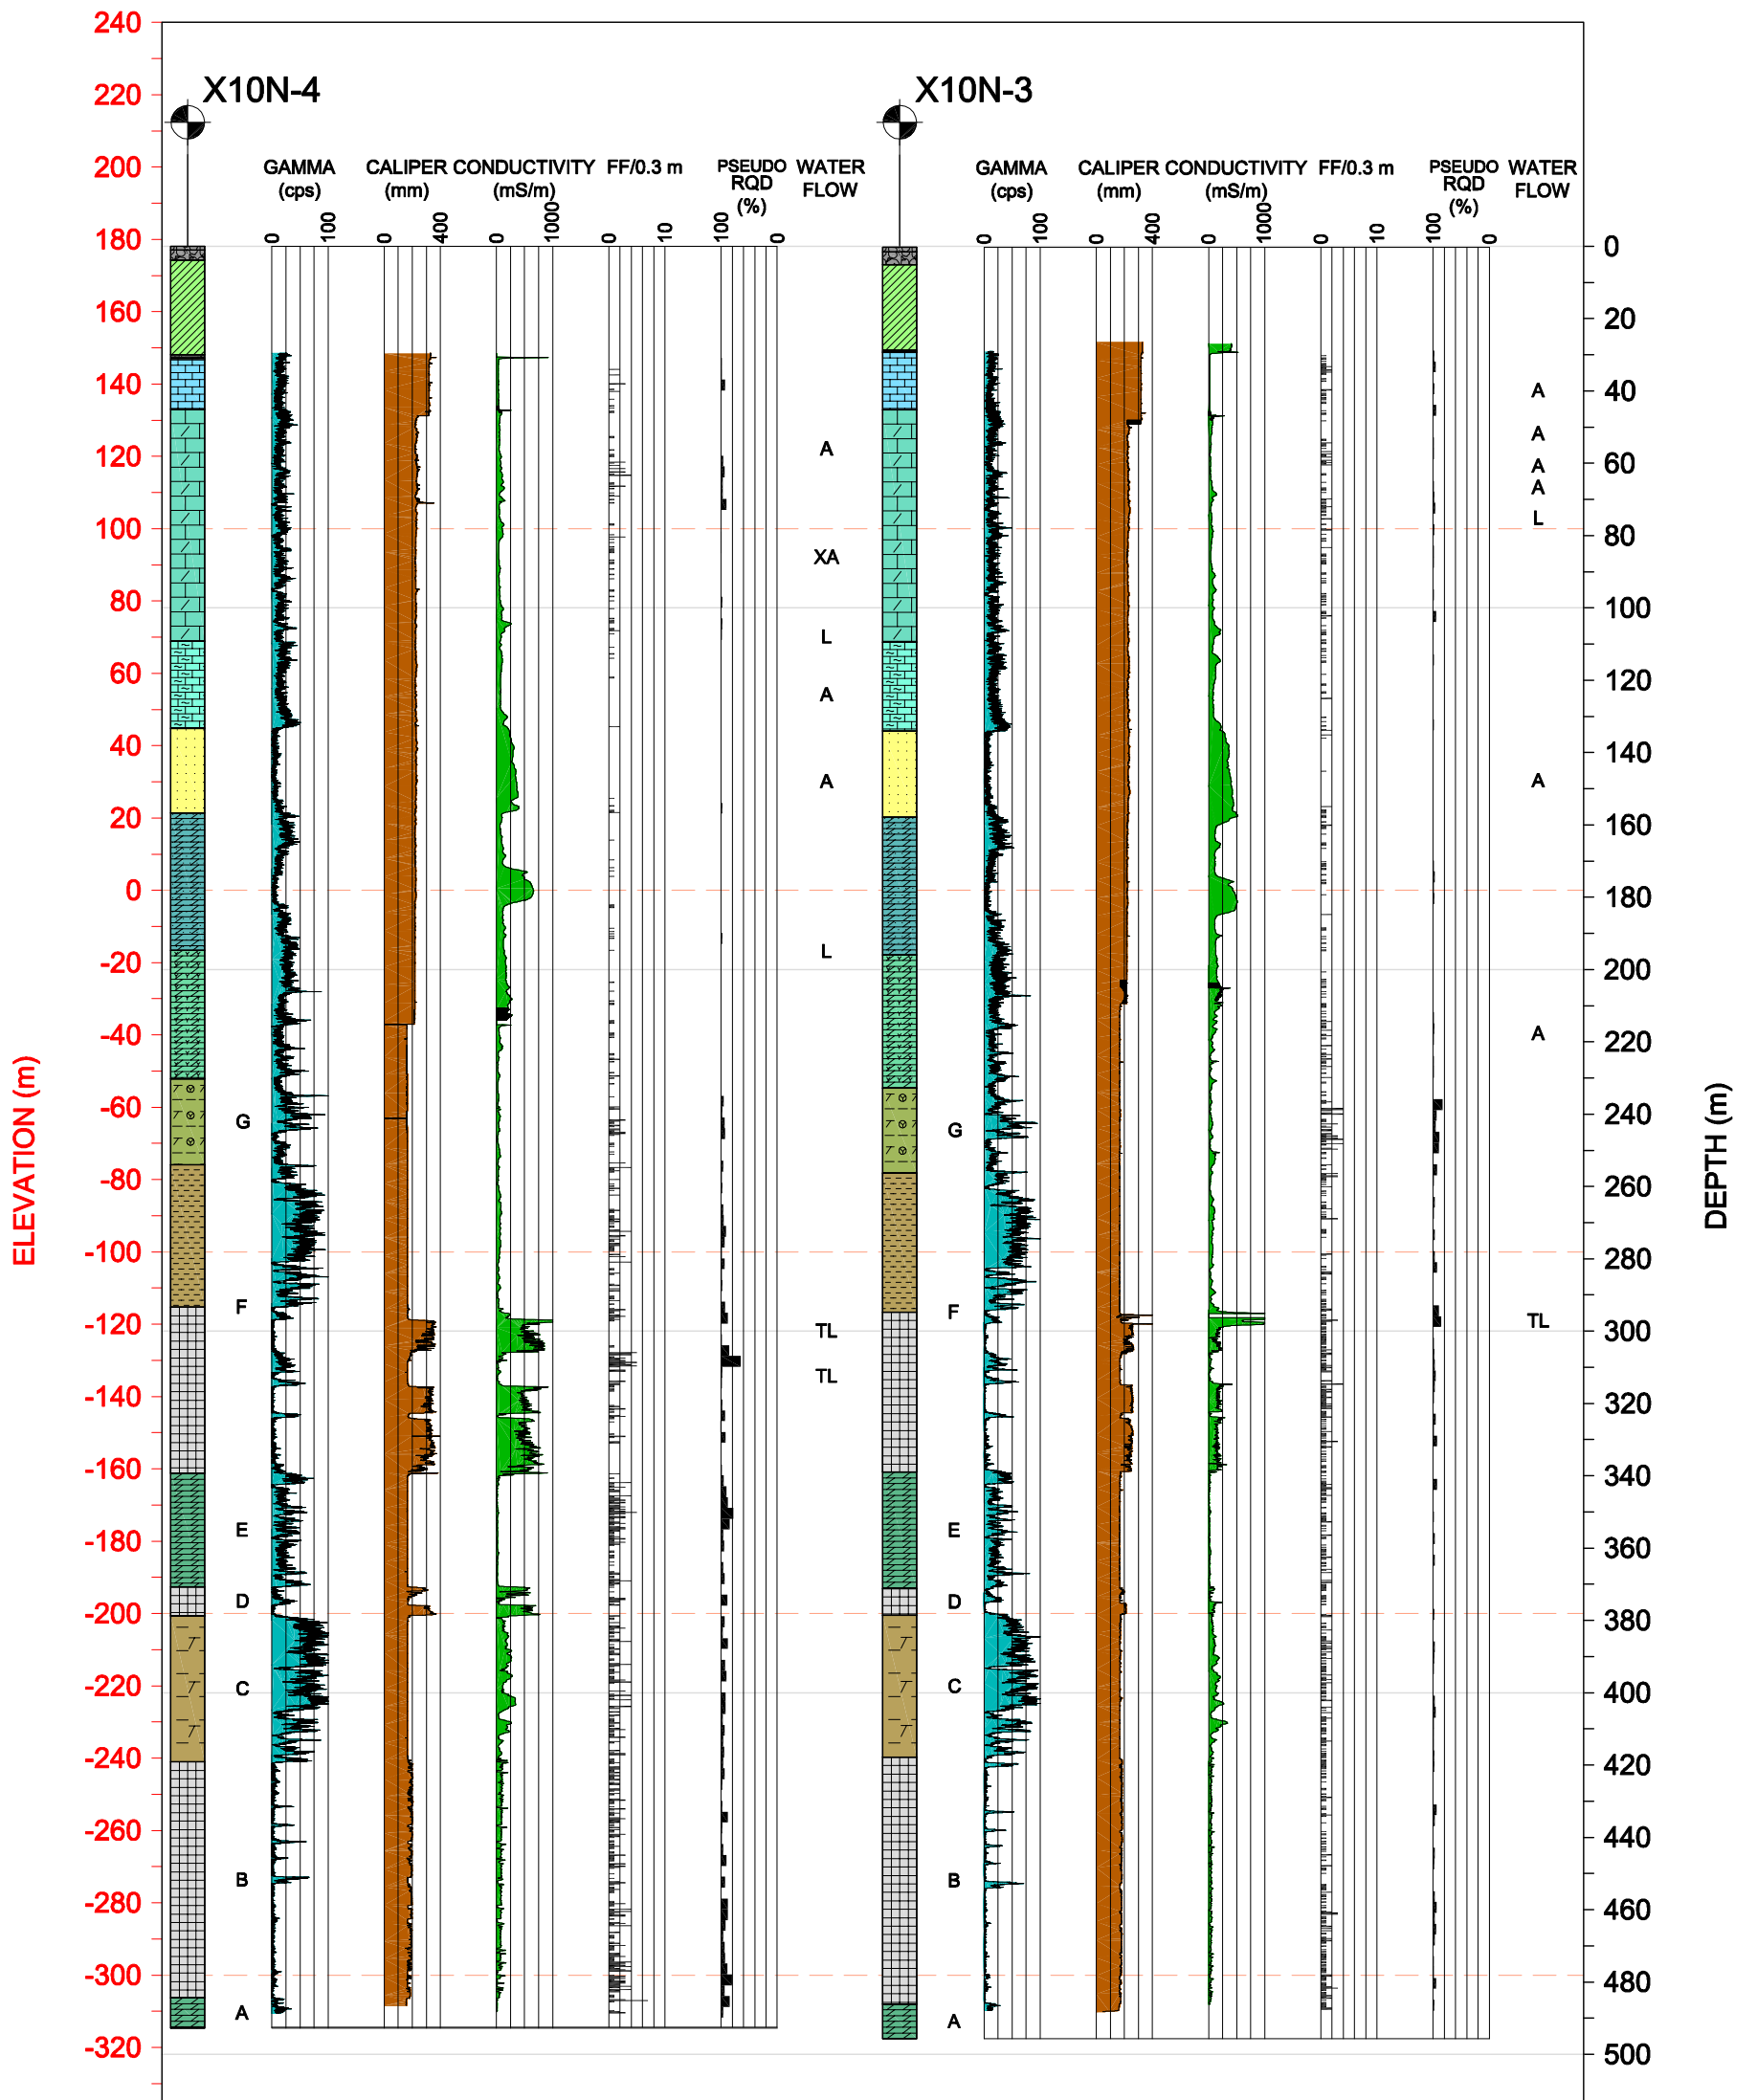 X10N-4
X10N-3
GAMMA (cps)
CALIPER (mm)
CONDUCTIVITY (mS/m)
FF/0.3 m
PSEUDO RQD (%)
WATER FLOW
GAMMA (cps)
CALIPER (mm)
CONDUCTIVITY (mS/m)
FF/0.3 m
PSEUDO RQD (%)
WATER FLOW
0 100 0 400 0 1000 0 10 100 0
0 100 0 400 0 1000 0 10 100 0
ELEVATION (m)
240
220
200
180
160
140
120
100
80
60
40
20
0
-20
-40
-60
-80
-100
-120
-140
-160
-180
-200
-220
-240
-260
-280
-300
-320
G
F
E
D
C
B
A
A
XA
L
A
A
L
TL
TL
G
F
E
D
C
B
A
A
A
A
A
L
A
A
TL
0
20
40
60
80
100
120
140
160
180
200
220
240
260
280
300
320
340
360
380
400
420
440
460
480
500
DEPTH (m)